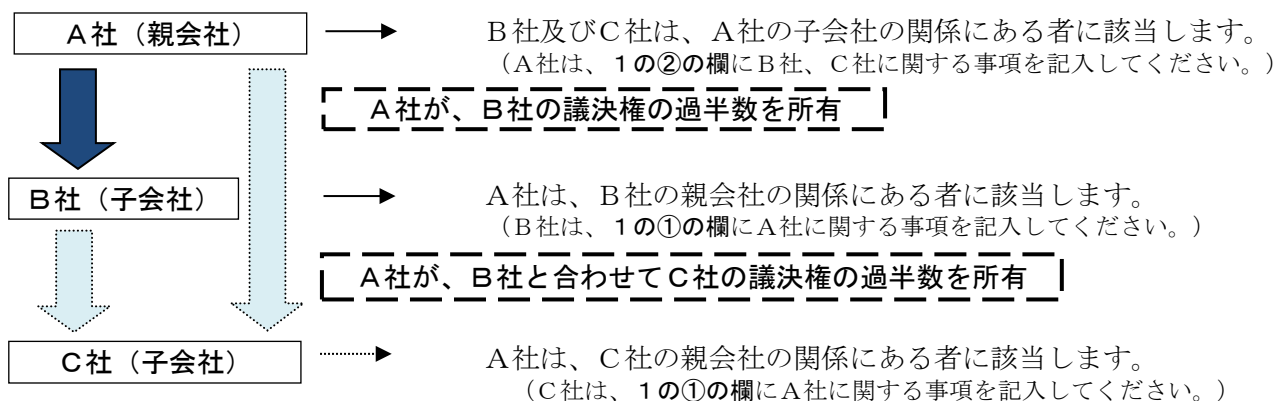 A社(親会社)
B社及びC社は、A社の子会社の関係にある者に該当します。
(A社は、1の②の欄にB社、C社に関する事項を記入してください。)
A社が、B社の議決権の過半数を所有
B社(子会社)
A社は、B社の親会社の関係にある者に該当します。
(B社は、1の①の欄にA社に関する事項を記入してください。)
A社が、B社と合わせてC社の議決権の過半数を所有
C社(子会社)
A社は、C社の親会社の関係にある者に該当します。
(C社は、1の①の欄にA社に関する事項を記入してください。)